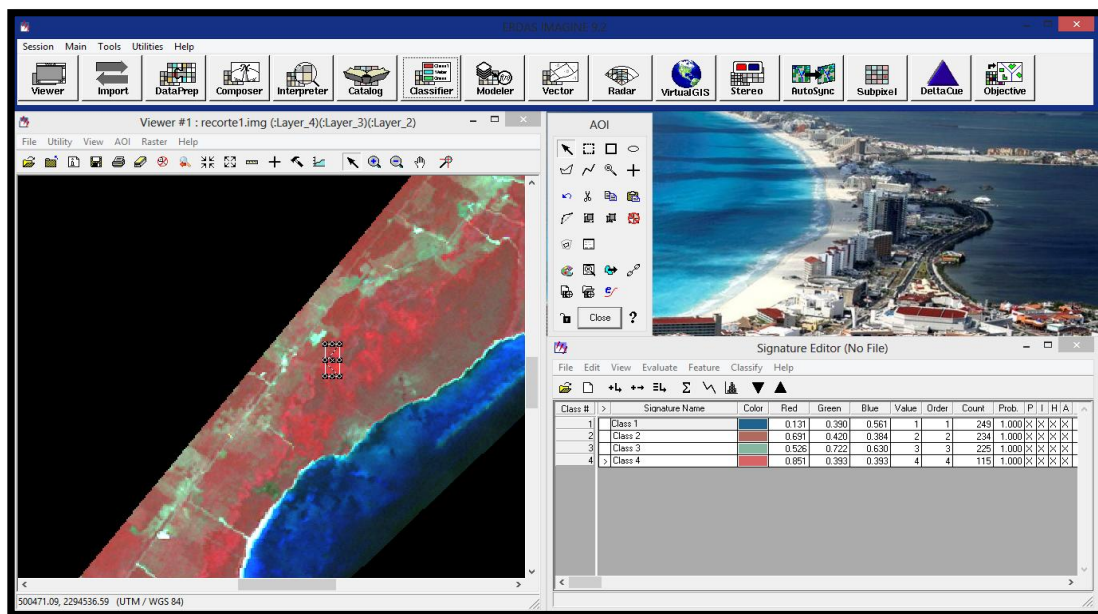 ERDAS IMAGINE 9.2
Session Main Tools Utilities Help
Viewer Import DataPrep Composer Interpreter Catalog Classifier Modeler Vector Radar VirtualGIS Stereo AutoSync Subpixel DeltaCue Objective
Viewer #1 : recorte1.img (:Layer_4)(:Layer_3)(:Layer_2)
File Utility View AOI Raster Help
500471.09, 2294536.59 (UTM / WGS 84)
AOI
Close ?
Signature Editor (No File)
File Edit View Evaluate Feature Classify Help
Class # > Signature Name Color Red Green Blue Value Order Count Prob. P I H A
1 Class 1 0.131 0.390 0.561 1 1 249 1.000 X X X X
2 Class 2 0.691 0.420 0.384 2 2 234 1.000 X X X X
3 Class 3 0.526 0.722 0.630 3 3 225 1.000 X X X X
4 > Class 4 0.851 0.393 0.393 4 4 115 1.000 X X X X